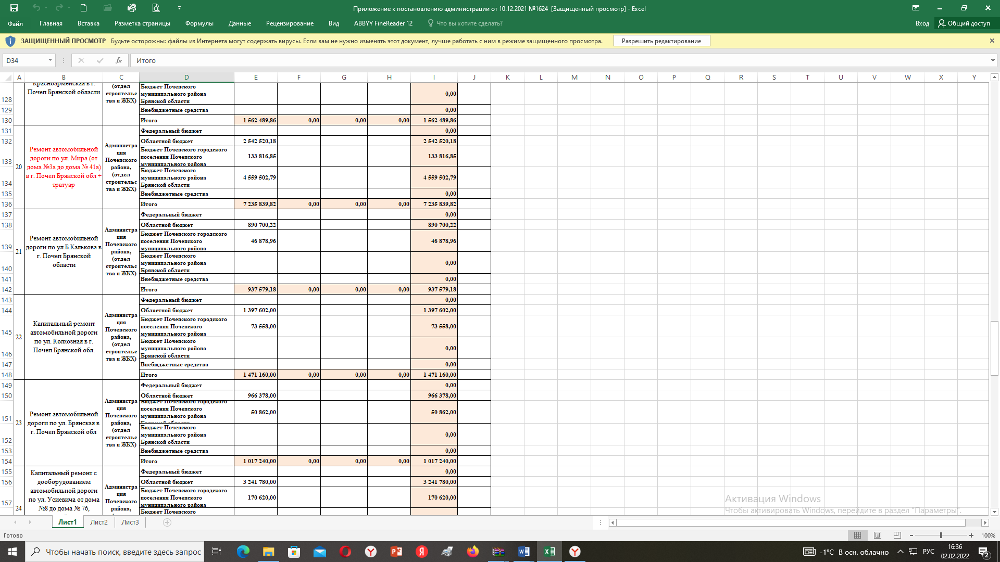 Приложение к постановлению администрации от 10.12.2021 №1624 [Защищенный просмотр] - Excel
Файл Главная Вставка Разметка страницы Формулы Данные Рецензирование Вид ABBYY FineReader 12 Что вы хотите сделать? Вход Общий доступ
ЗАЩИЩЕННЫЙ ПРОСМОТР Будьте осторожны: файлы из Интернета могут содержать вирусы. Если вам не нужно изменять этот документ, лучше работать с ним в режиме защищенного просмотра. Разрешить редактирование
D34 fx Итого
A B C D E F G H I J K L M N O P Q R S T U V W X Y
Красноармейская в г.
Почеп Брянской области
(отдел
строительс
тва и ЖКХ)
128 Бюджет Почепского
муниципального района
Брянской области
0,00
129 Внебюджетные средства 0,00
130 Итого 1 562 489,86 0,00 0,00 0,00 1 562 489,86
20
Ремонт автомобильной
дороги по ул. Мира (от
дома №3а до дома № 41а)
в г. Почеп Брянской обл +
тратуар
Администра
ция
Почепского
района,
(отдел
строительс
тва и ЖКХ)
131 Федеральный бюджет 0,00
132 Областной бюджет 2 542 520,18 2 542 520,18
133 Бюджет Почепского городского
поселения Почепского
муниципального района
133 816,85 133 816,85
134 Бюджет Почепского
муниципального района
Брянской области
4 559 502,79 4 559 502,79
135 Внебюджетные средства 0,00
136 Итого 7 235 839,82 0,00 0,00 0,00 7 235 839,82
21
Ремонт автомобильной
дороги по ул.Б.Калькова в
г. Почеп Брянской
области
Администра
ция
Почепского
района,
(отдел
строительс
тва и ЖКХ)
137 Федеральный бюджет 0,00
138 Областной бюджет 890 700,22 890 700,22
139 Бюджет Почепского городского
поселения Почепского
муниципального района
46 878,96 46 878,96
140 Бюджет Почепского
муниципального района
Брянской области
0,00
141 Внебюджетные средства 0,00
142 Итого 937 579,18 0,00 0,00 0,00 937 579,18
22
Капитальный ремонт
автомобильной дороги
по ул. Колхозная в г.
Почеп Брянской обл.
Администра
ция
Почепского
района,
(отдел
строительс
тва и ЖКХ)
143 Федеральный бюджет 0,00
144 Областной бюджет 1 397 602,00 1 397 602,00
145 Бюджет Почепского городского
поселения Почепского
муниципального района
73 558,00 73 558,00
146 Бюджет Почепского
муниципального района
Брянской области
0,00
147 Внебюджетные средства 0,00
148 Итого 1 471 160,00 0,00 0,00 0,00 1 471 160,00
23
Ремонт автомобильной
дороги по ул. Брянская в
г. Почеп Брянской обл
Администра
ция
Почепского
района,
(отдел
строительс
тва и ЖКХ)
149 Федеральный бюджет 0,00
150 Областной бюджет 966 378,00 966 378,00
151 Бюджет Почепского городского
поселения Почепского
муниципального района
50 862,00 50 862,00
152 Бюджет Почепского
муниципального района
Брянской области
0,00
153 Внебюджетные средства 0,00
154 Итого 1 017 240,00 0,00 0,00 0,00 1 017 240,00
24
Капитальный ремонт с
дооборудованием
автомобильной дороги
по ул. Усиевича от дома
№8 до дома № 76,
Администра
ция
Почепского
района,
155 Федеральный бюджет 0,00
156 Областной бюджет 3 241 780,00 3 241 780,00
157 Бюджет Почепского городского
поселения Почепского
муниципального района
170 620,00 170 620,00
Бюджет Почепского
Активация Windows
Чтобы активировать Windows, перейдите в раздел "Параметры".
Лист1 Лист2 Лист3
Готово 100%
Чтобы начать поиск, введите здесь запрос
-1°C В осн. облачно РУС 16:36
02.02.2022
2